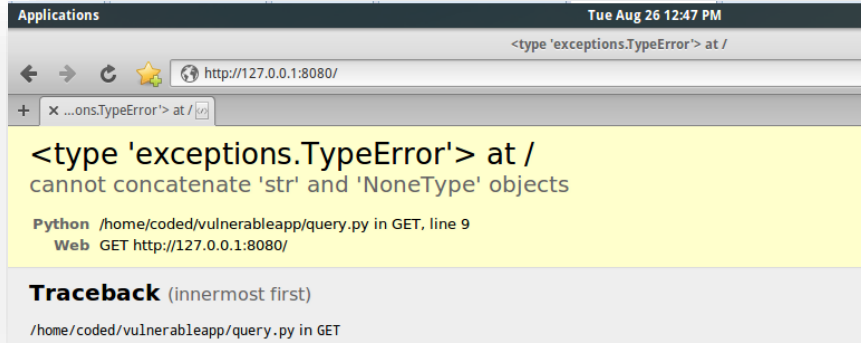 Applications Tue Aug 26 12:47 PM
<type 'exceptions.TypeError'> at /
http://127.0.0.1:8080/
...ons.TypeError'> at /
<type 'exceptions.TypeError'> at /
cannot concatenate 'str' and 'NoneType' objects
Python /home/coded/vulnerableapp/query.py in GET, line 9
Web GET http://127.0.0.1:8080/
Traceback (innermost first)
/home/coded/vulnerableapp/query.py in GET